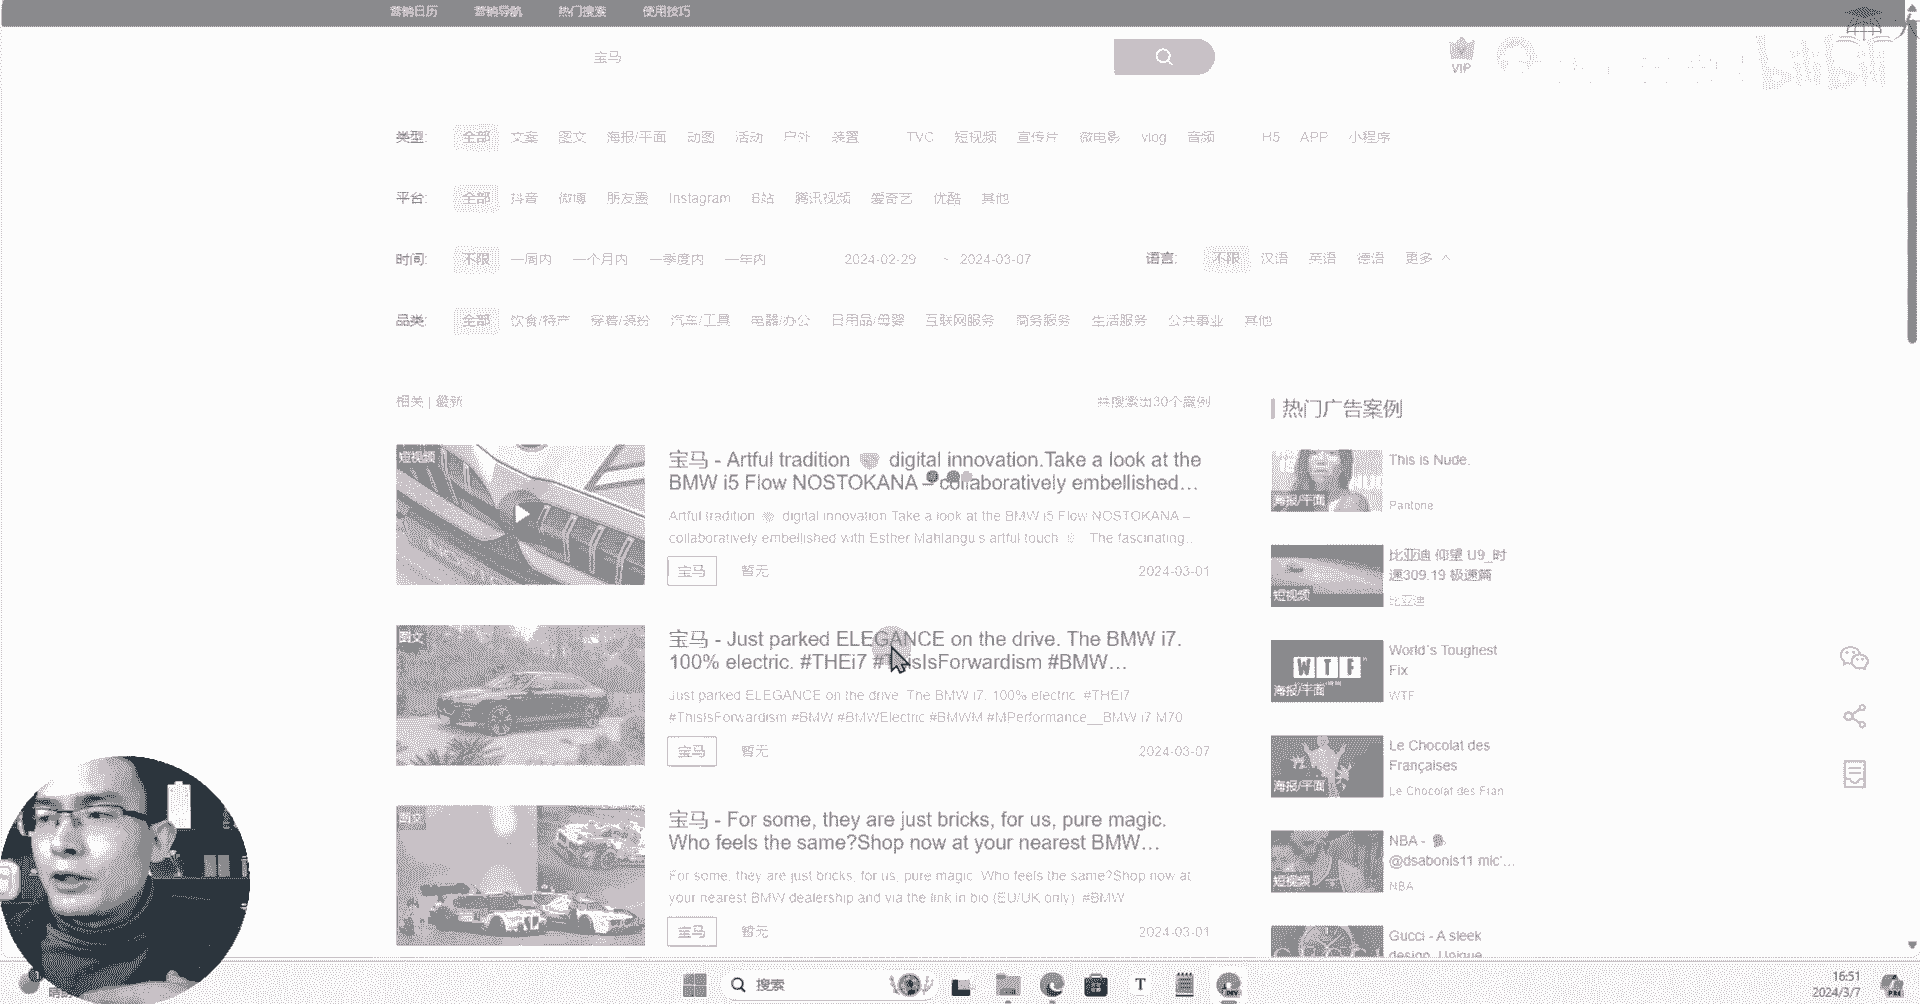 营销日历 营销导航 热门搜索 使用技巧
宝马
VIP
类型: 全部 文案 图文 海报/平面 动图 活动 户外 装置 TVC 短视频 宣传片 微电影 vlog 音频 H5 APP 小程序
平台: 全部 抖音 微博 朋友圈 Instagram B站 腾讯视频 爱奇艺 优酷 其他
时间: 不限 一周内 一个月内 一季度内 一年内 2024-02-29 ~ 2024-03-07 语言: 不限 汉语 英语 德语 更多
品类: 全部 饮食/特产 穿着/装扮 汽车/工具 电器/办公 日用品/母婴 互联网服务 商务服务 生活服务 公共事业 其他
相关 | 最新 共搜索出30个案例
短视频
宝马 - Artful tradition digital innovation.Take a look at the
BMW i5 Flow NOSTOKANA – collaboratively embellished...
Artful tradition digital innovation Take a look at the BMW i5 Flow NOSTOKANA –
collaboratively embellished with Esther Mahlangu s artful touch The fascinating...
宝马 暂无 2024-03-01
图文
宝马 - Just parked ELEGANCE on the drive. The BMW i7.
100% electric. #THEi7 #ThisIsForwardism #BMW...
Just parked ELEGANCE on the drive The BMW i7. 100% electric #THEi7
#ThisIsForwardism #BMW #BMWElectric #BMWM #MPerformance__BMW i7 M70
宝马 暂无 2024-03-07
图文
宝马 - For some, they are just bricks, for us, pure magic.
Who feels the same?Shop now at your nearest BMW...
For some, they are just bricks, for us, pure magic Who feels the same?Shop now at
your nearest BMW dealership and via the link in bio (EU/UK only) #BMW
宝马 暂无 2024-03-01
热门广告案例
海报/平面
This is Nude.
Pantone
短视频
比亚迪 仰望 U9_时
速309.19 极速篇
比亚迪
WTF
海报/平面
World's Toughest
Fix
WTF
海报/平面
Le Chocolat des
Françaises
Le Chocolat des Fran
短视频
NBA -
@dsabonis11 mic'...
NBA
Gucci - A sleek
design. Unique
搜索
T
16:51
2024/3/7